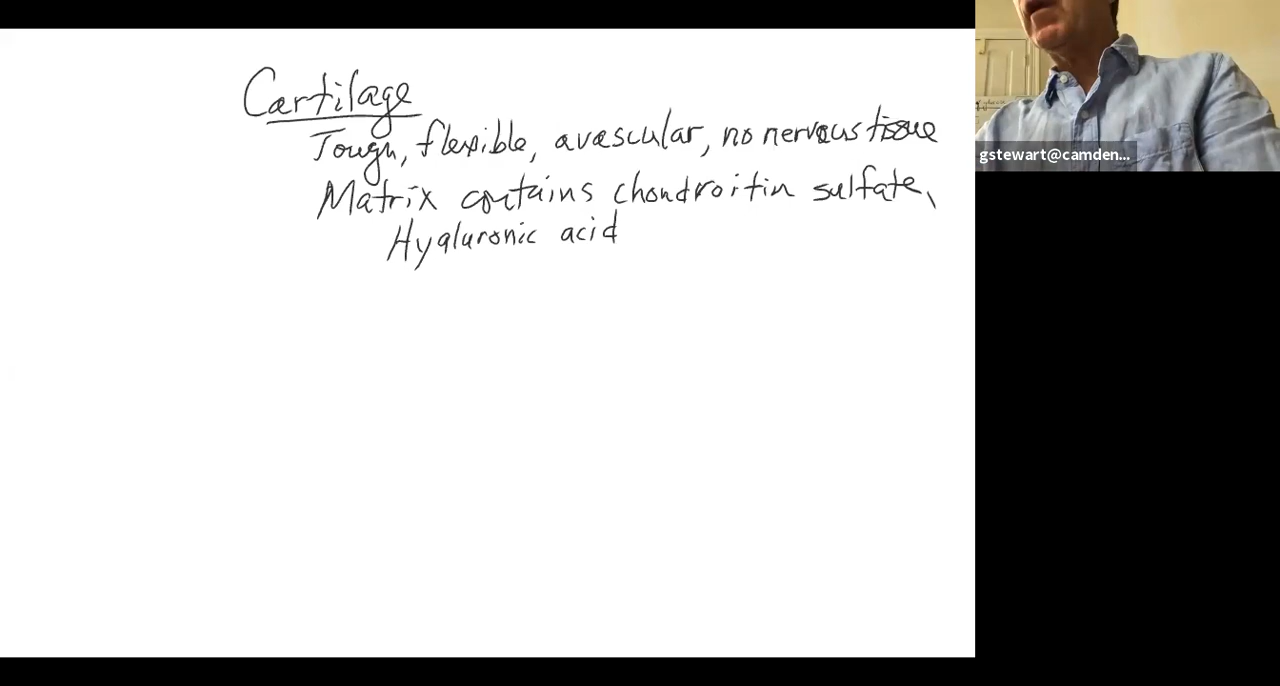 Cartilage
Tough, flexible, avascular, no nervous tissue
Matrix contains chondroitin sulfate,
Hyaluronic acid
gstewart@camden...